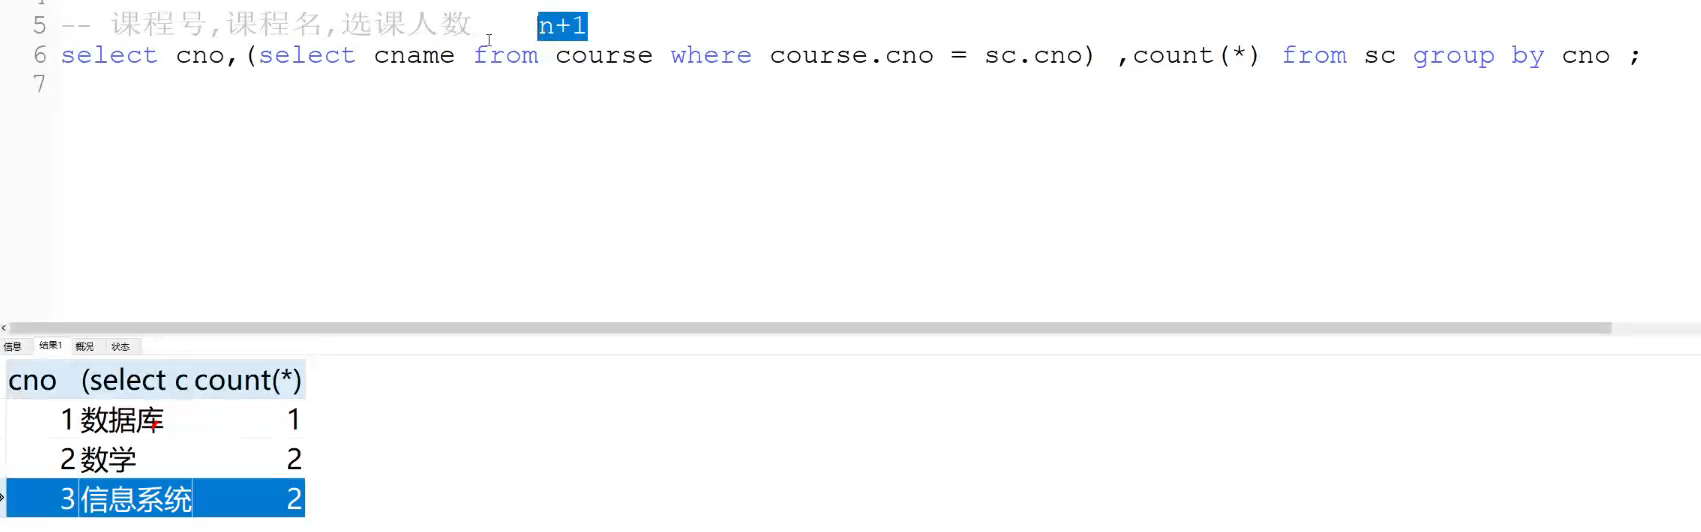 5 -- 课程号,课程名,选课人数 n+1
6 select cno,(select cname from course where course.cno = sc.cno) ,count(*) from sc group by cno ;
7
信息 结果1 概况 状态
cno (select c count(*)
1 数据库 1
2 数学 2
3 信息系统 2